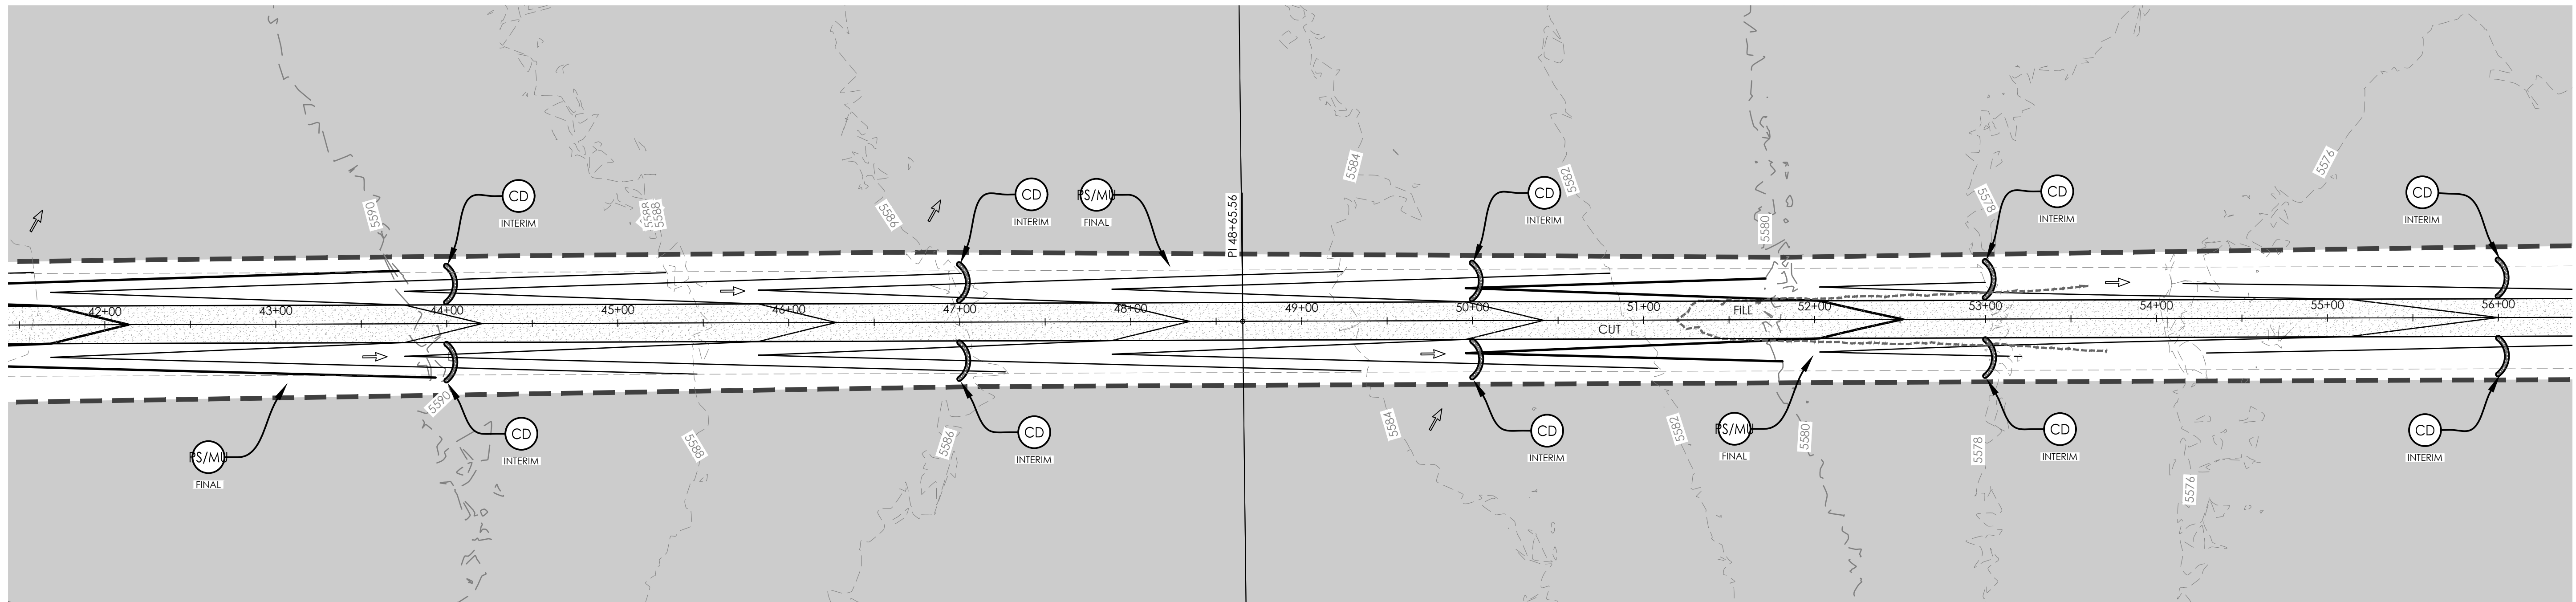 CD
INTERIM
CD
INTERIM
PS/MU
FINAL
PI 48+65.56
CD
INTERIM
CD
INTERIM
CD
INTERIM
5590
5588
5588
5586
5584
5582
5580
5578
5576
42+00
43+00
44+00
45+00
46+00
47+00
48+00
49+00
50+00
51+00
52+00
53+00
54+00
55+00
56+00
FILL
CUT
5590
5588
5586
5584
5582
5580
5578
5576
PS/MU
FINAL
CD
INTERIM
CD
INTERIM
CD
INTERIM
PS/MU
FINAL
CD
INTERIM
CD
INTERIM